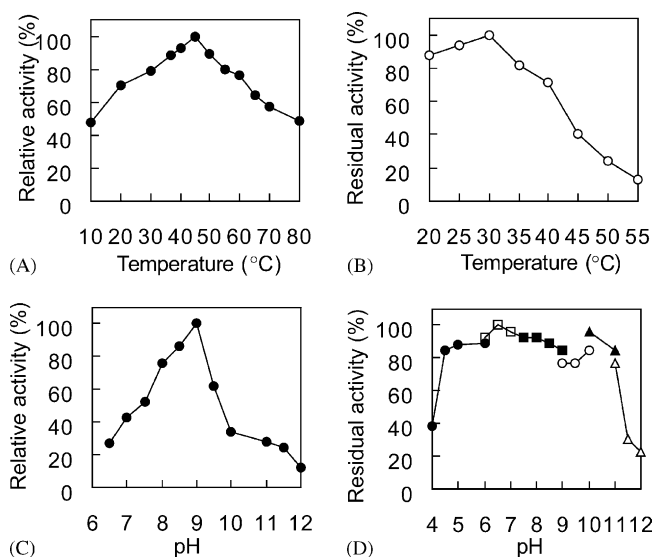 Relative activity (%)
100
80
60
40
20
0
10 20 30 40 50 60 70 80
(A) Temperature (°C)
Residual activity (%)
100
80
60
40
20
0
20 25 30 35 40 45 50 55
(B) Temperature (°C)
Relative activity (%)
100
80
60
40
20
0
6 7 8 9 10 11 12
(C) pH
Residual activity (%)
100
80
60
40
20
0
4 5 6 7 8 9 10 11 12
(D) pH